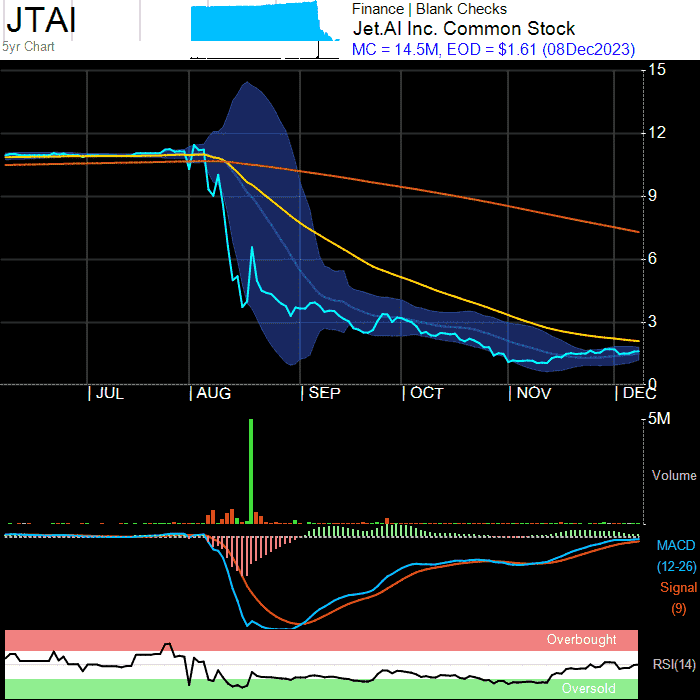 JTAI
5yr Chart
Finance | Blank Checks
Jet.AI Inc. Common Stock
MC = 14.5M, EOD = $1.61 (08Dec2023)
15
12
9
6
3
0
| JUL | AUG | SEP | OCT | NOV | DEC
5M
Volume
MACD
(12-26)
Signal
(9)
Overbought
RSI(14)
Oversold